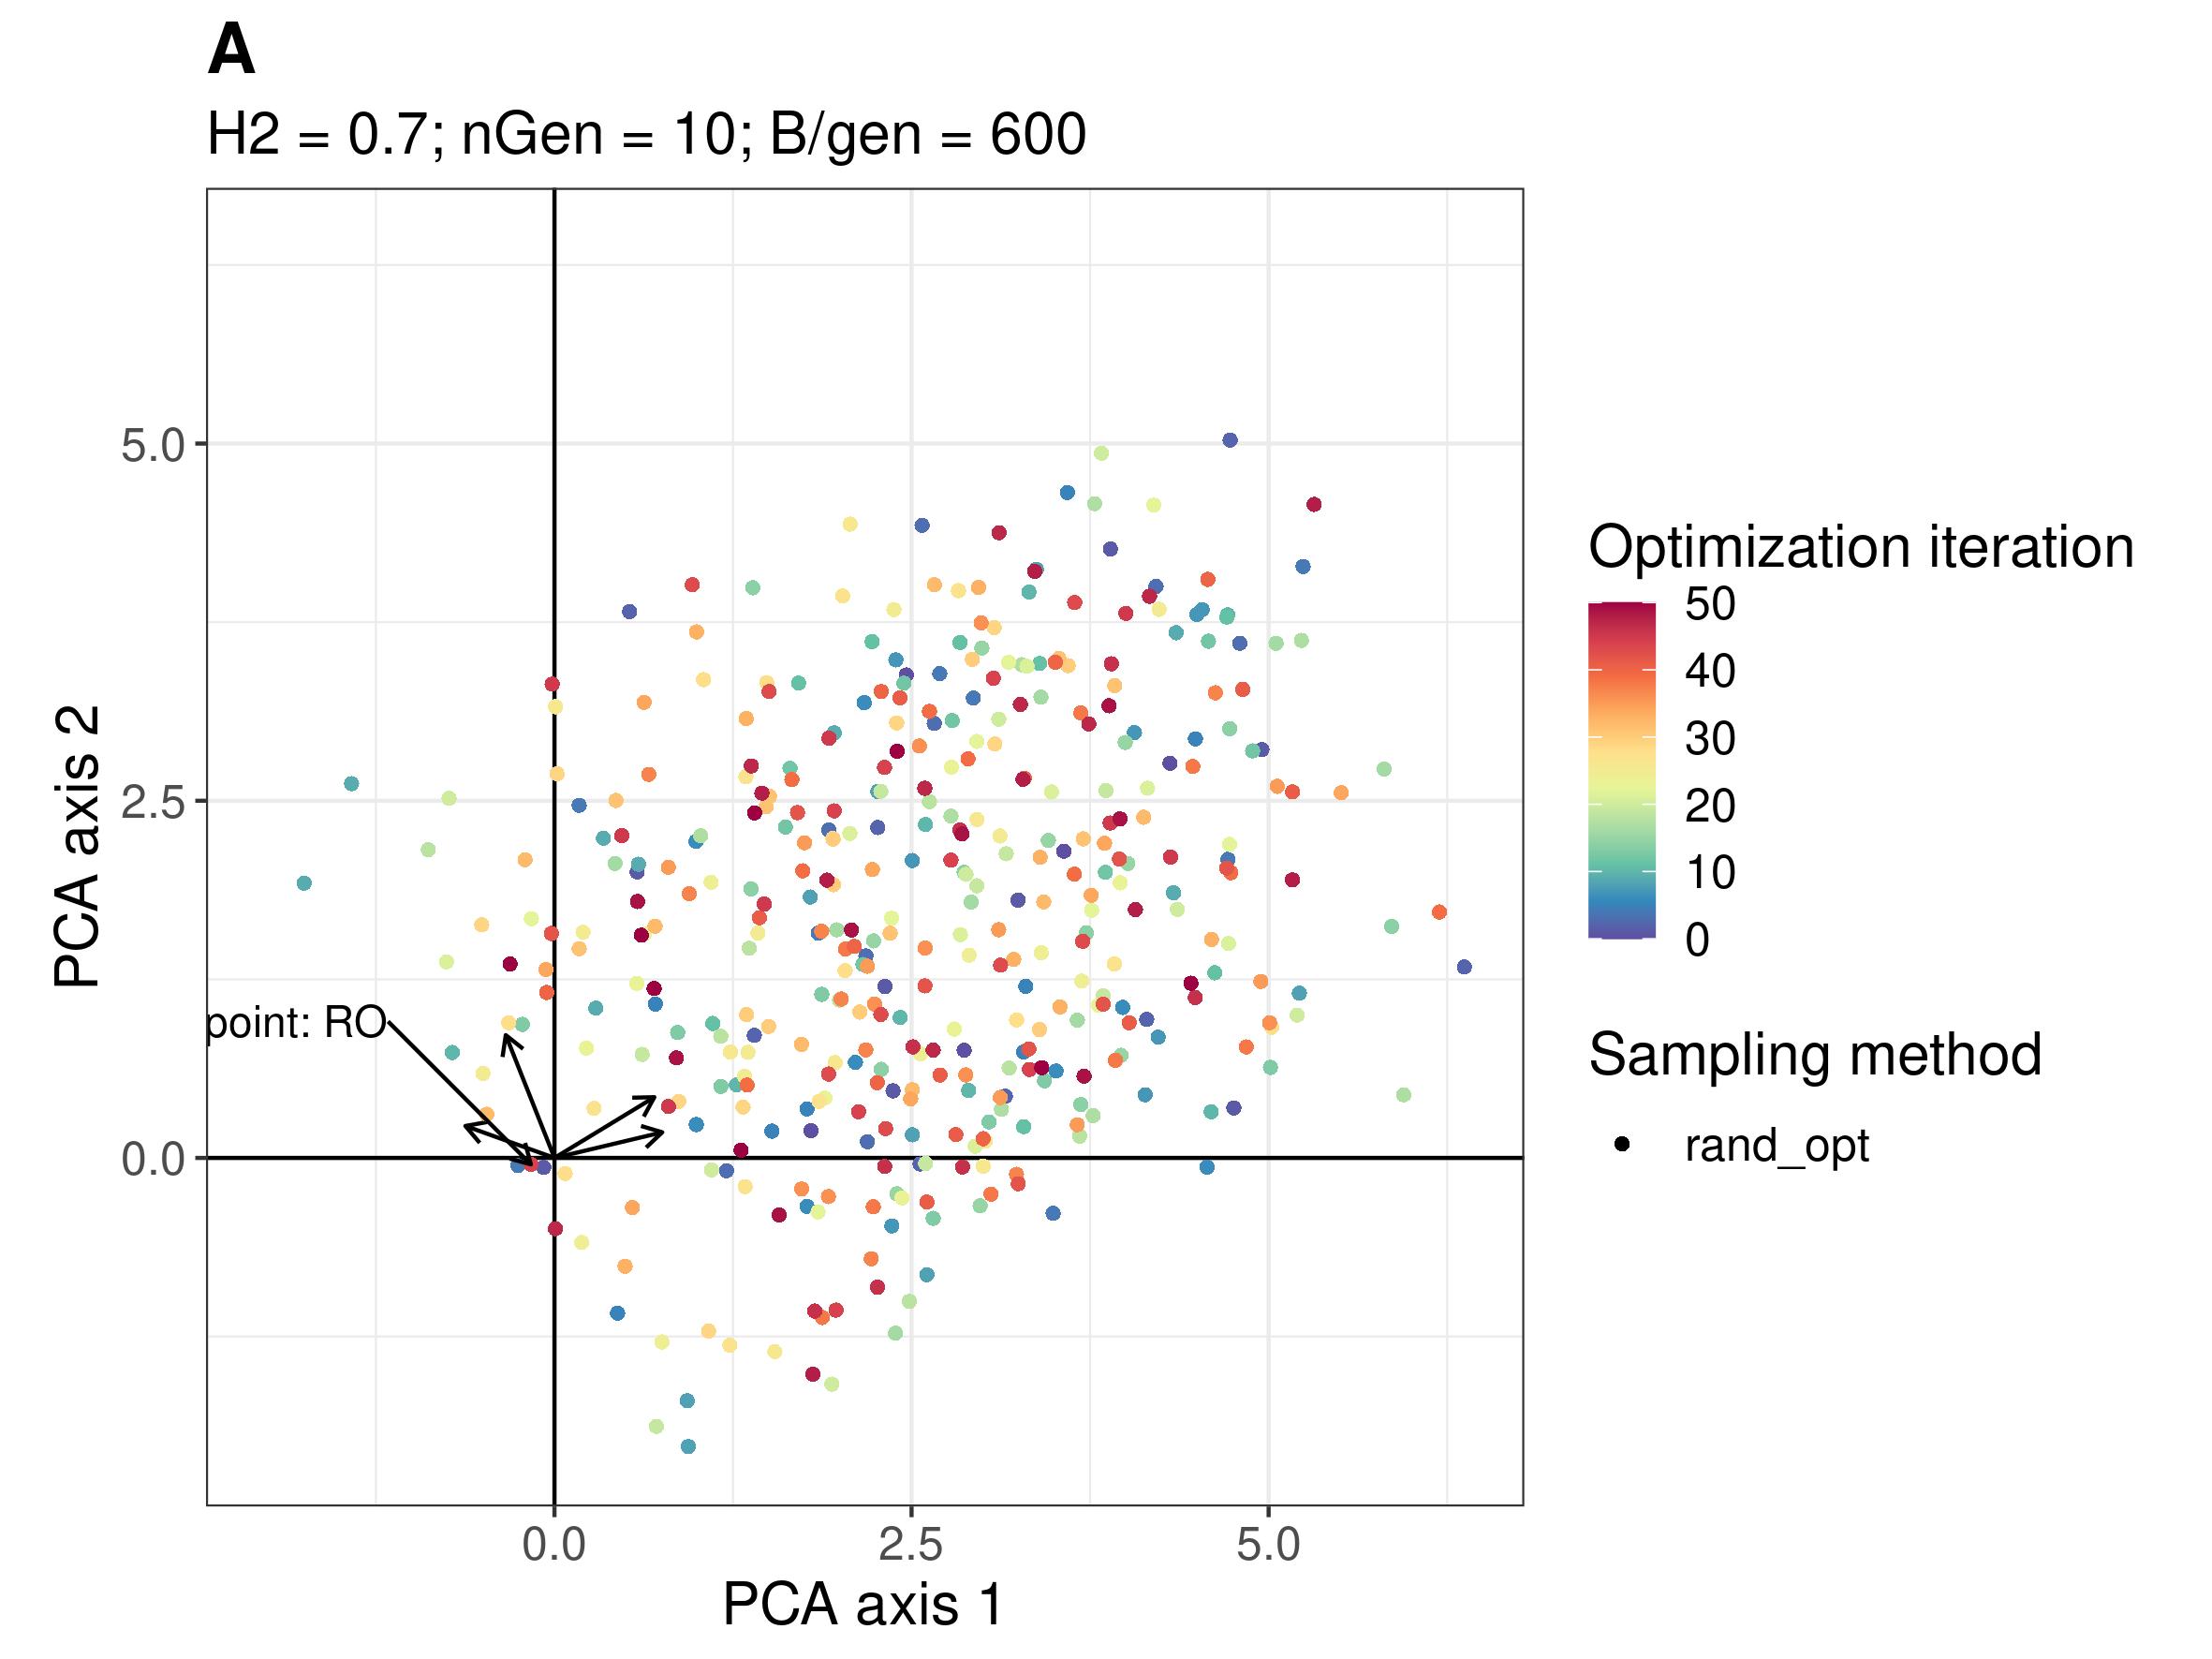 A
H2 = 0.7; nGen = 10; B/gen = 600
PCA axis 2
5.0
2.5
0.0
point: RO
0.0
2.5
5.0
PCA axis 1
Optimization iteration
50
40
30
20
10
0
Sampling method
rand_opt